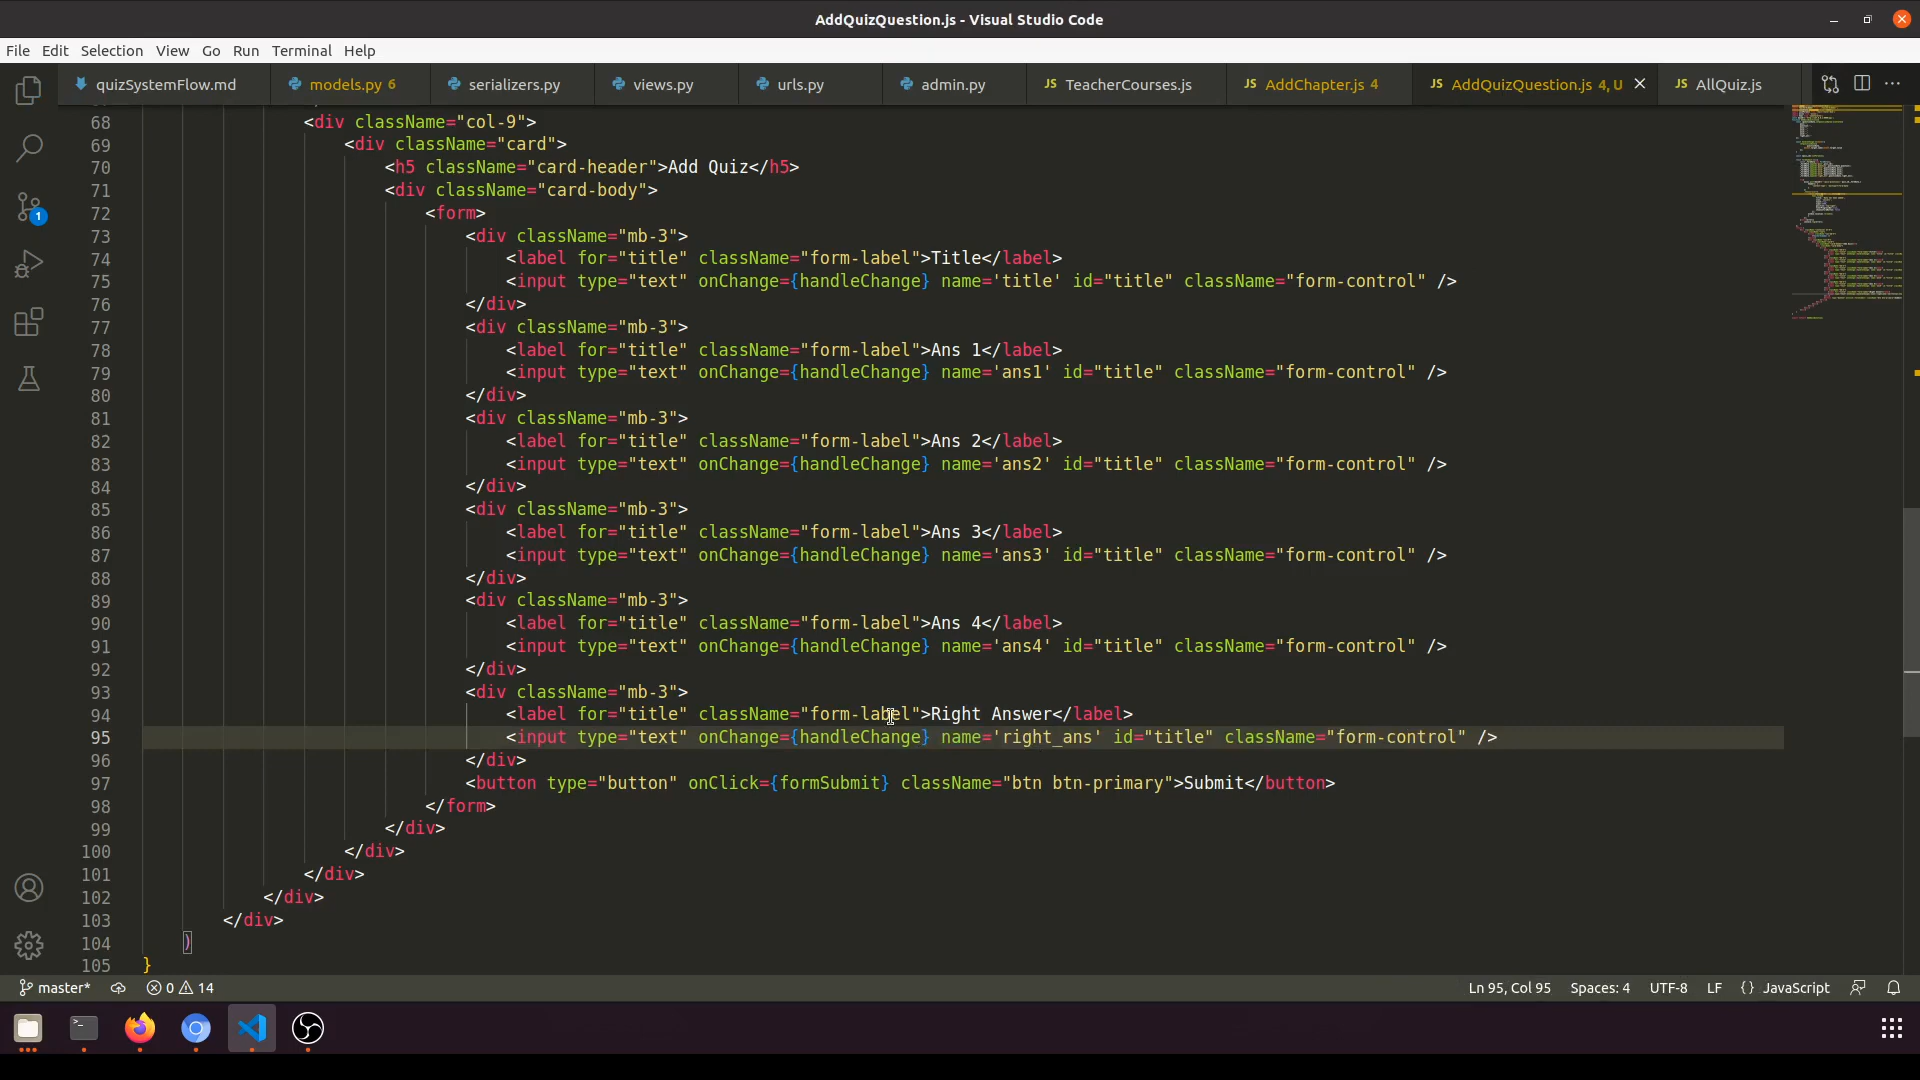 AddQuizQuestion.js - Visual Studio Code
File Edit Selection View Go Run Terminal Help
quizSystemFlow.md models.py 6 serializers.py views.py urls.py admin.py JS TeacherCourses.js JS AddChapter.js 4 JS AddQuizQuestion.js 4, U JS AllQuiz.js
68 <div className="col-9">
69 <div className="card">
70 <h5 className="card-header">Add Quiz</h5>
71 <div className="card-body">
72 <form>
73 <div className="mb-3">
74 <label for="title" className="form-label">Title</label>
75 <input type="text" onChange={handleChange} name='title' id="title" className="form-control" />
76 </div>
77 <div className="mb-3">
78 <label for="title" className="form-label">Ans 1</label>
79 <input type="text" onChange={handleChange} name='ans1' id="title" className="form-control" />
80 </div>
81 <div className="mb-3">
82 <label for="title" className="form-label">Ans 2</label>
83 <input type="text" onChange={handleChange} name='ans2' id="title" className="form-control" />
84 </div>
85 <div className="mb-3">
86 <label for="title" className="form-label">Ans 3</label>
87 <input type="text" onChange={handleChange} name='ans3' id="title" className="form-control" />
88 </div>
89 <div className="mb-3">
90 <label for="title" className="form-label">Ans 4</label>
91 <input type="text" onChange={handleChange} name='ans4' id="title" className="form-control" />
92 </div>
93 <div className="mb-3">
94 <label for="title" className="form-label">Right Answer</label>
95 <input type="text" onChange={handleChange} name='right_ans' id="title" className="form-control" />
96 </div>
97 <button type="button" onClick={formSubmit} className="btn btn-primary">Submit</button>
98 </form>
99 </div>
100 </div>
101 </div>
102 </div>
103 </div>
104 )
105 }
1
master* 0 14 Ln 95, Col 95 Spaces: 4 UTF-8 LF {} JavaScript